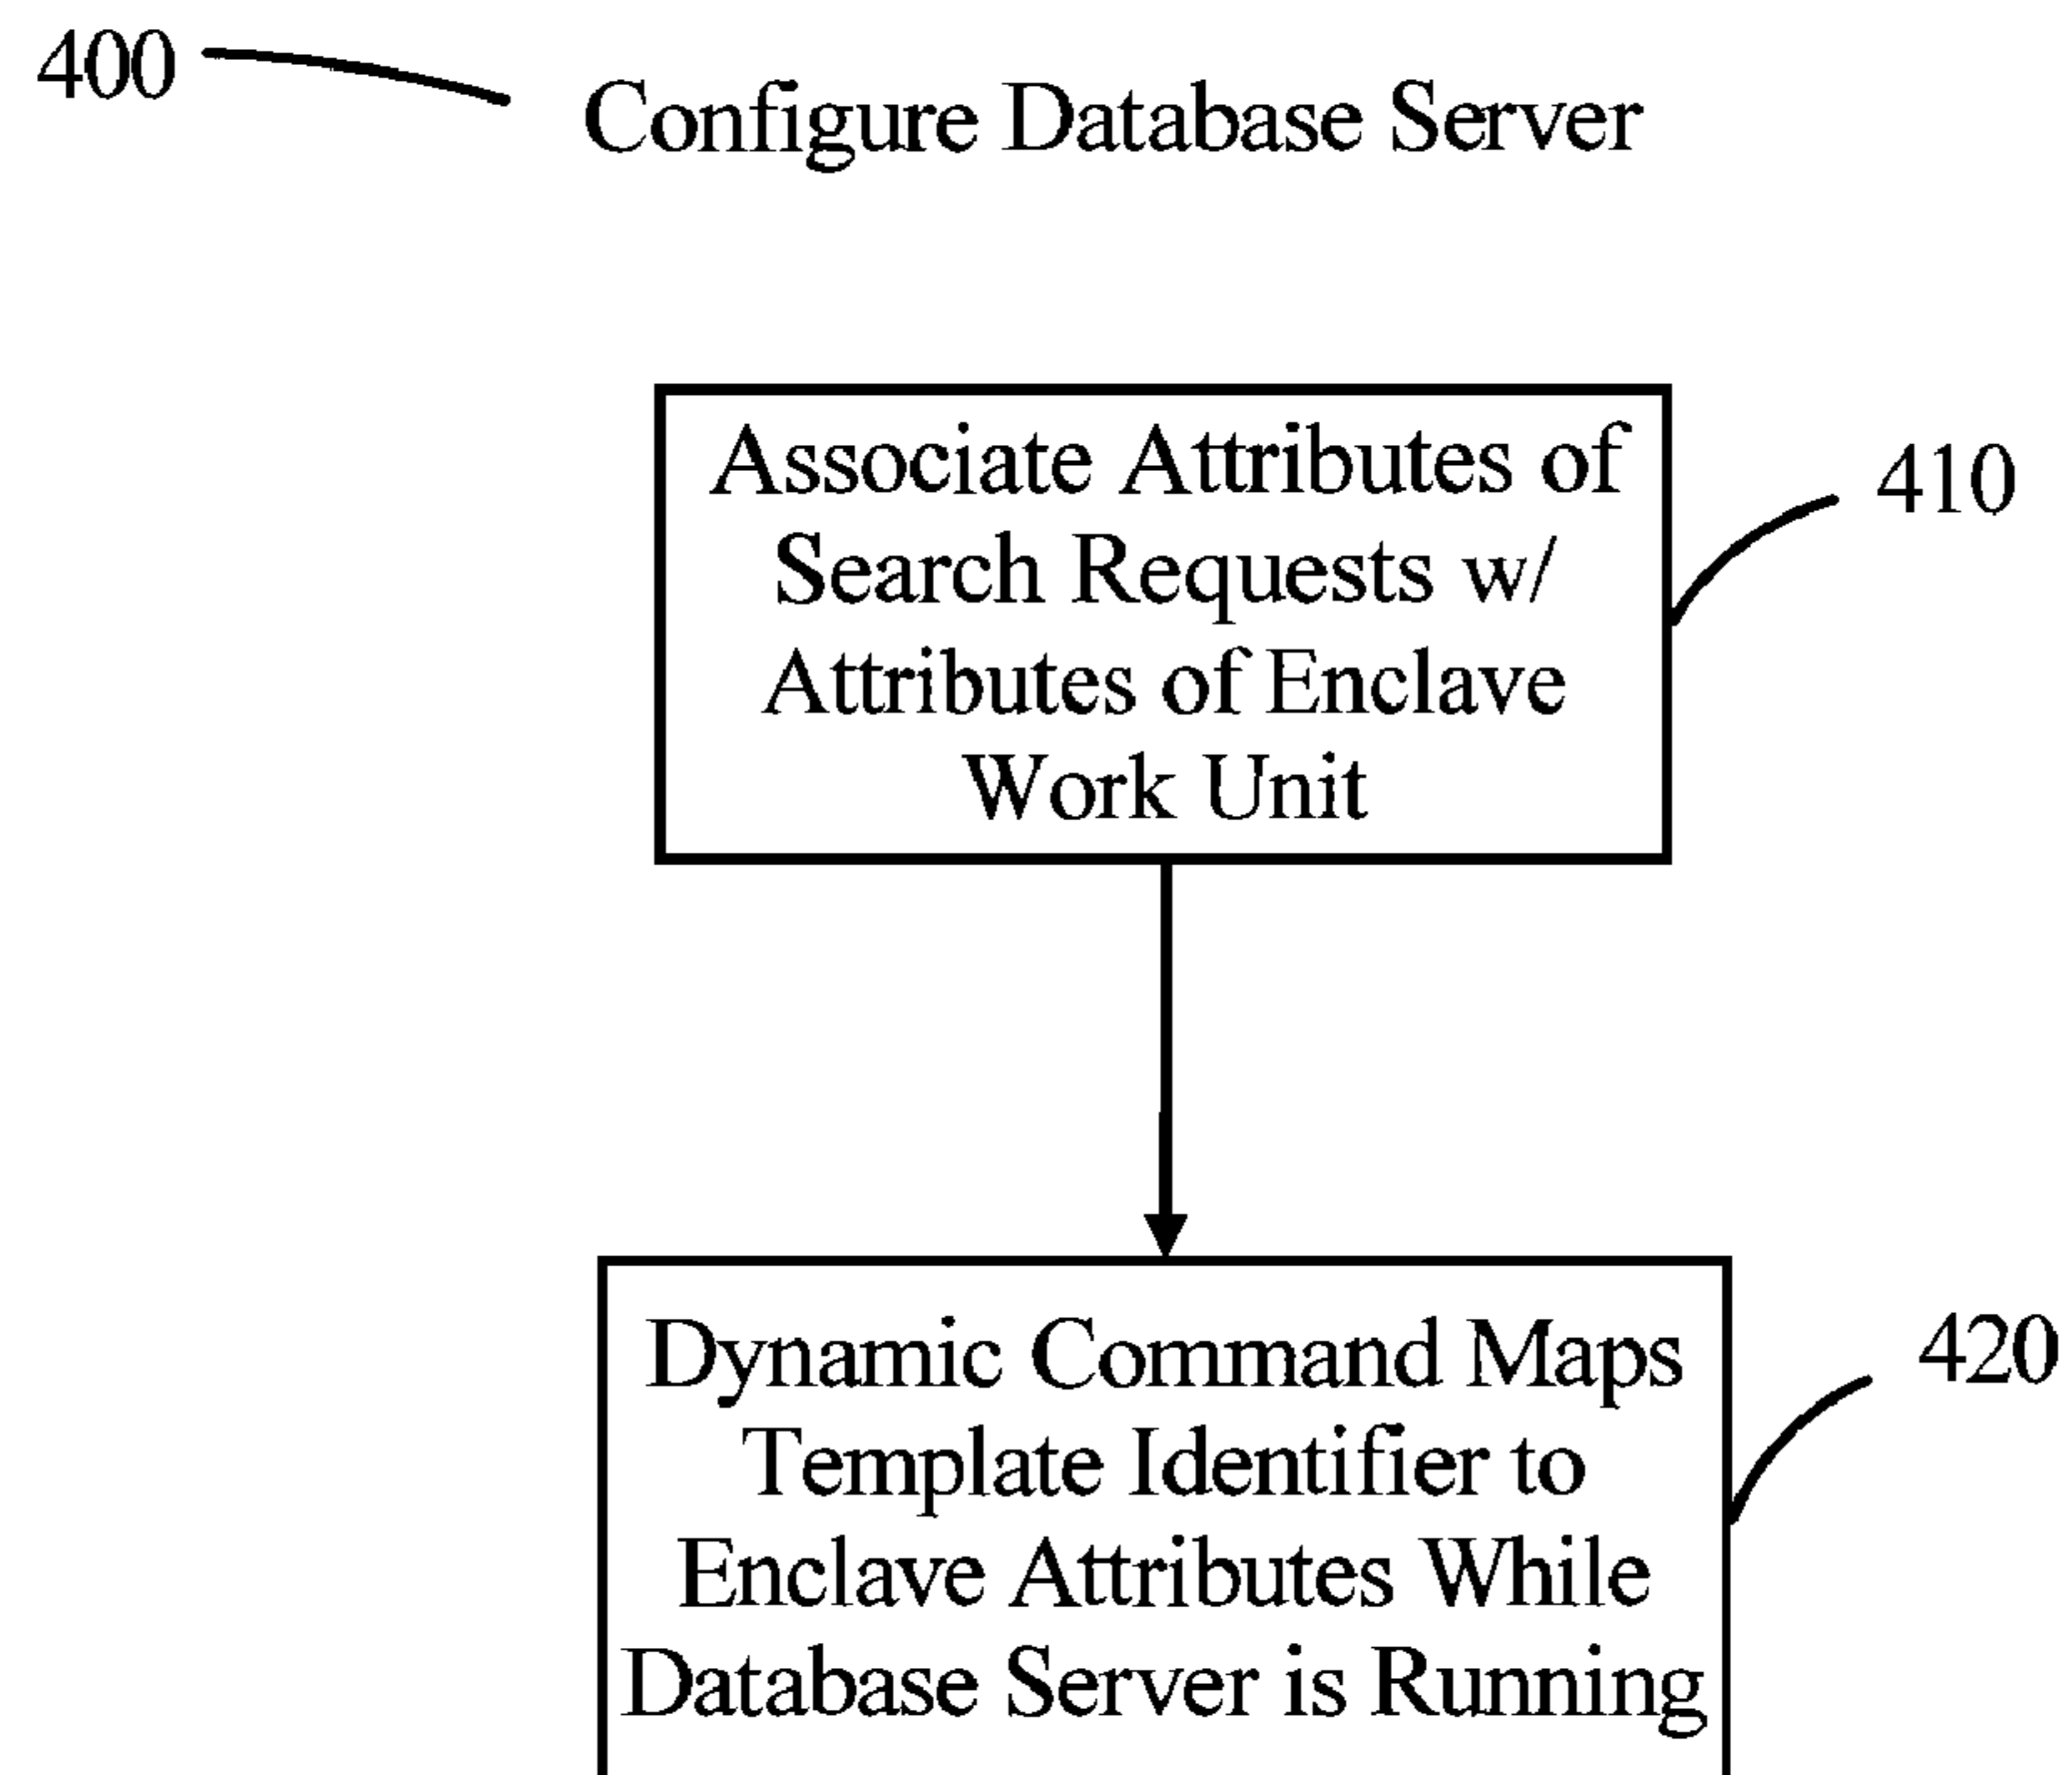 400
Configure Database Server
Associate Attributes of
Search Requests w/
Attributes of Enclave
Work Unit
410
Dynamic Command Maps
Template Identifier to
Enclave Attributes While
Database Server is Running
420